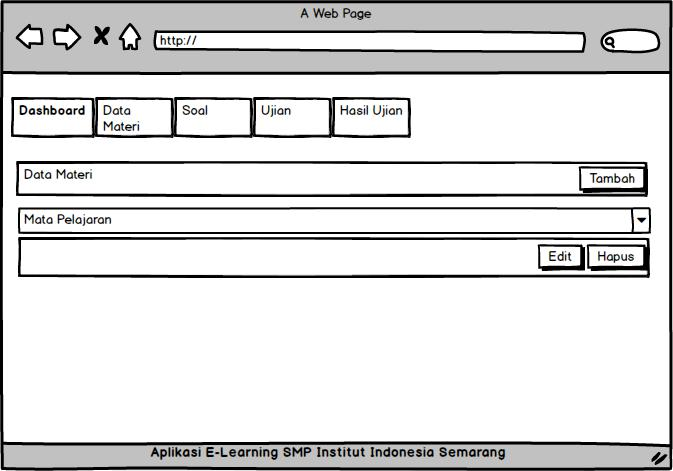 A Web Page
http://
Dashboard
Data
Materi
Soal
Ujian
Hasil Ujian
Data Materi
Tambah
Mata Pelajaran
Edit
Hapus
Aplikasi E-Learning SMP Institut Indonesia Semarang